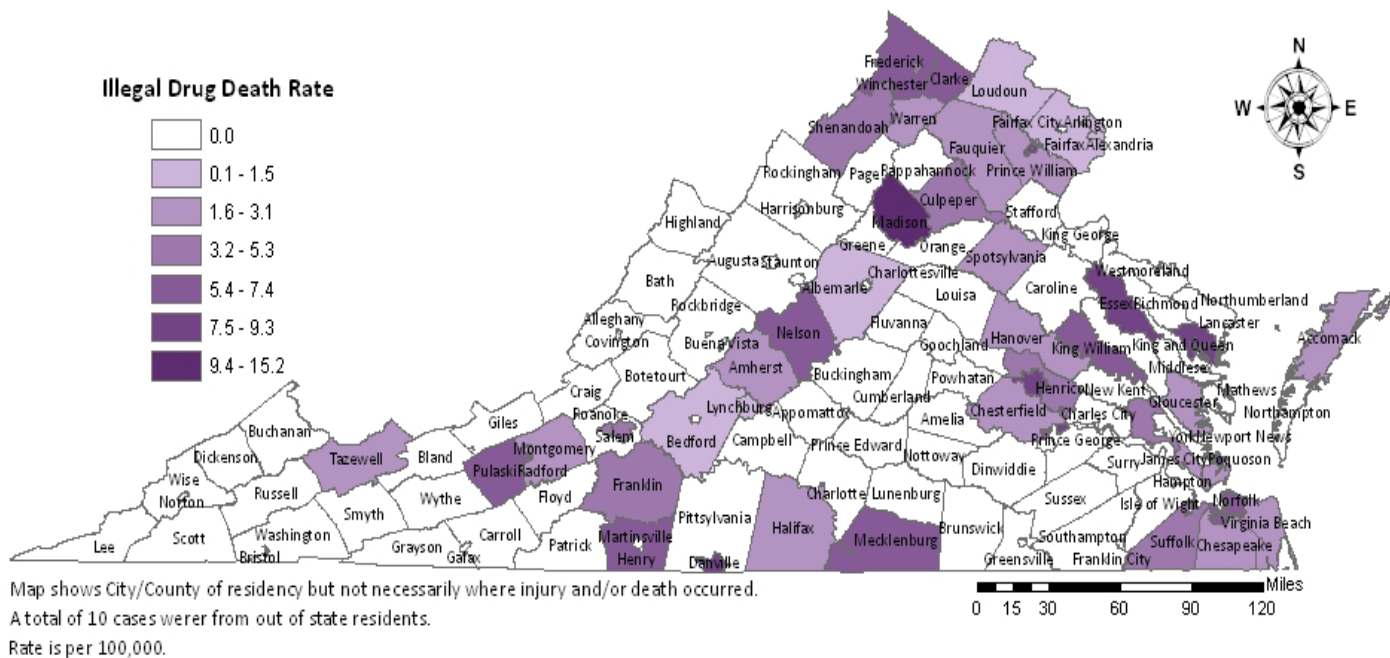 Illegal Drug Death Rate
0.0
0.1 - 1.5
1.6 - 3.1
3.2 - 5.3
5.4 - 7.4
7.5 - 9.3
9.4 - 15.2
N
W E
S
Frederick
Winchester
Clarke
Loudoun
Shenandoah
Warren
Fairfax City
Arlington
Fauquier
Fairfax
Alexandria
Rockingham
Page
Rappahannock
Prince William
Harrisonburg
Culpeper
Madison
Stafford
Highland
Greene
Orange
King George
Augusta
Staunton
Spotsylvania
Bath
Albemarle
Charlottesville
Westmoreland
Rockbridge
Louisa
Caroline
Essex
Richmond
Northumberland
Alleghany
Nelson
Fluvanna
Lancaster
Covington
Buena Vista
Goochland
Hanover
King William
King and Queen
Accomack
Amherst
Buckingham
Powhatan
Middlesex
Botetourt
Craig
Cumberland
Henrico
New Kent
Mathews
Lynchburg
Appomattox
Amelia
Chesterfield
Charles City
Gloucester
Northampton
Roanoke
Giles
Salem
Bedford
Campbell
Prince Edward
Prince George
York
Newport News
Buchanan
Montgomery
Nottoway
Surry
James City
Poquoson
Dickenson
Tazewell
Bland
Pulaski
Radford
Dinwiddie
Hampton
Wise
Norton
Russell
Wythe
Floyd
Franklin
Charlotte
Lunenburg
Sussex
Isle of Wight
Norfolk
Smyth
Pittsylvania
Halifax
Virginia Beach
Lee
Scott
Washington
Bristol
Grayson
Galax
Carroll
Patrick
Martinsville
Henry
Danville
Mecklenburg
Brunswick
Greensville
Southampton
Franklin City
Suffolk
Chesapeake
Map shows City/County of residency but not necessarily where injury and/or death occurred.
A total of 10 cases werer from out of state residents.
Rate is per 100,000.
Miles
0 15 30 60 90 120